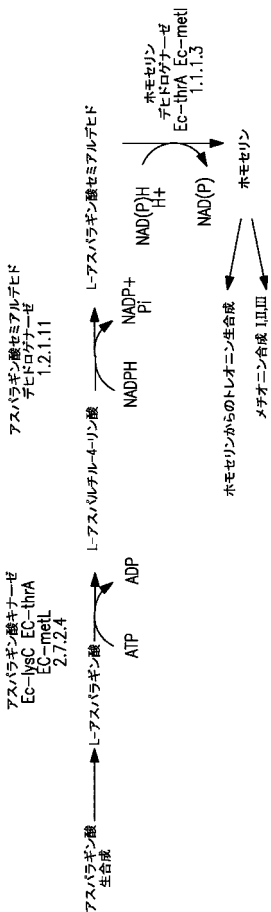 アスパラギン酸
生合成
L-アスパラギン酸
アスパラギン酸キナーゼ
Ec-lysC EC-thrA
EC-metL
2.7.2.4
ATP
ADP
L-アスパルチル-4-リン酸
アスパラギン酸セミアルデヒド
デヒドロゲナーゼ
1.2.1.11
NADPH
NADP+
Pi
L-アスパラギン酸セミアルデヒド
ホモセリン
デヒドロゲナーゼ
Ec-thrA Ec-metl
1.1.1.3
NAD(P)H
H+
NAD(P)
ホモセリン
ホモセリンからのトレオニン生合成
メチオニン合成 I,II,III